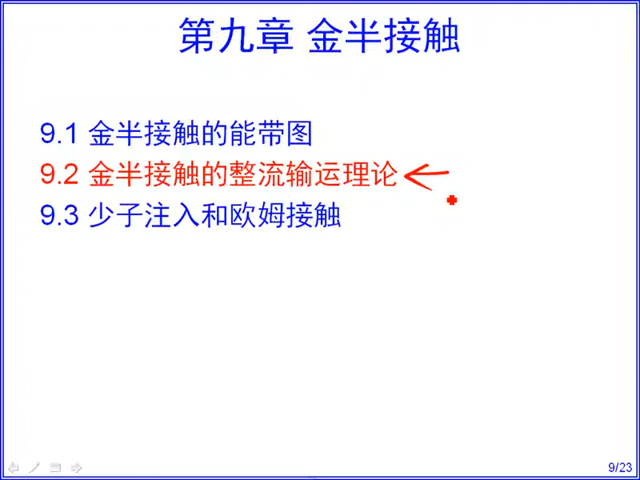 第九章 金半接触
9.1 金半接触的能带图
9.2 金半接触的整流输运理论
9.3 少子注入和欧姆接触
9/23